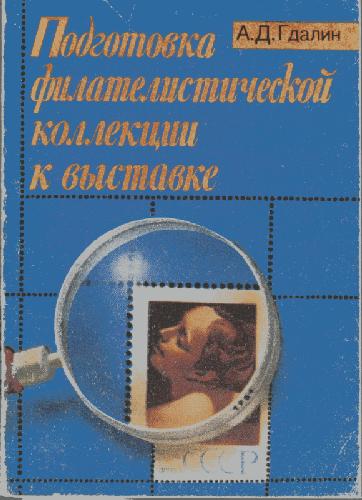 А.Д. Гдалин
Подготовка
филателистической
коллекции
к выставке
СССР